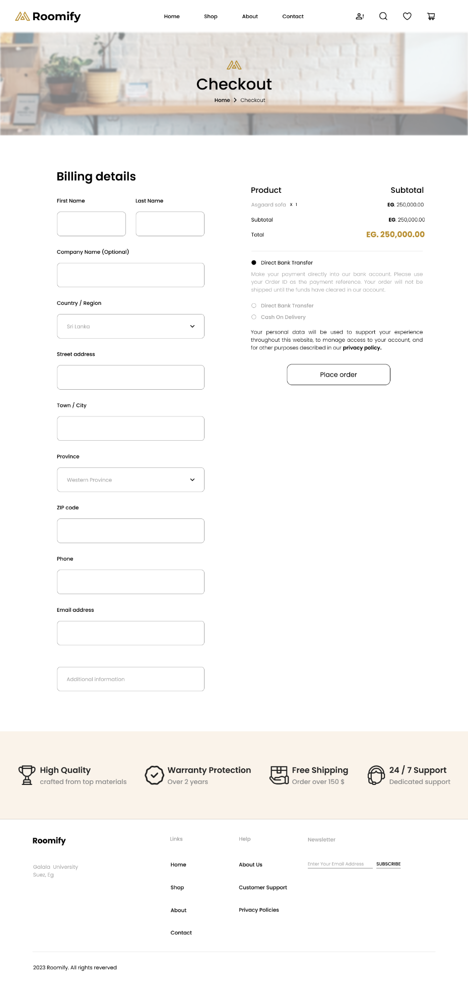 Roomify
Home
Shop
About
Contact
Checkout
Home
Checkout
Billing details
First Name
Last Name
Company Name (Optional)
Country / Region
Sri Lanka
Street address
Town / City
Province
Western Province
ZIP code
Phone
Email address
Additional information
Product
Subtotal
Asgaard sofa X 1
EG. 250,000.00
Subtotal
EG. 250,000.00
Total
EG. 250,000.00
Direct Bank Transfer
Make your payment directly into our bank account. Please use
your Order ID as the payment reference. Your order will not be
shipped until the funds have cleared in our account.
Direct Bank Transfer
Cash On Delivery
Your personal data will be used to support your experience
throughout this website, to manage access to your account, and
for other purposes described in our privacy policy.
Place order
High Quality
crafted from top materials
Warranty Protection
Over 2 years
Free Shipping
Order over 150 $
24 / 7 Support
Dedicated support
Roomify
Galala University
Suez, Eg
Links
Home
Shop
About
Contact
Help
About Us
Customer Support
Privacy Policies
Newsletter
Enter Your Email Address
SUBSCRIBE
2023 Roomify. All rights reverved